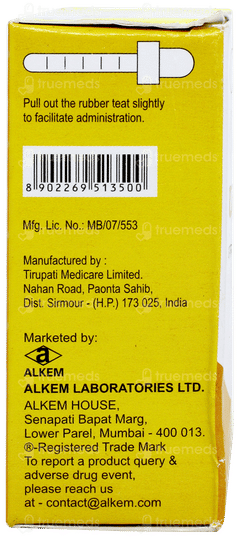 Pull out the rubber teat slightly
to facilitate administration.
8 902269 513500
Mfg. Lic. No.: MB/07/553
Manufactured by :
Tirupati Medicare Limited.
Nahan Road, Paonta Sahib,
Dist. Sirmour - (H.P.) 173 025, India
Marketed by:
a
ALKEM
ALKEM LABORATORIES LTD.
ALKEM HOUSE,
Senapati Bapat Marg,
Lower Parel, Mumbai - 400 013.
®-Registered Trade Mark
To report a product query &
adverse drug event,
please reach us
at - contact@alkem.com
truemeds